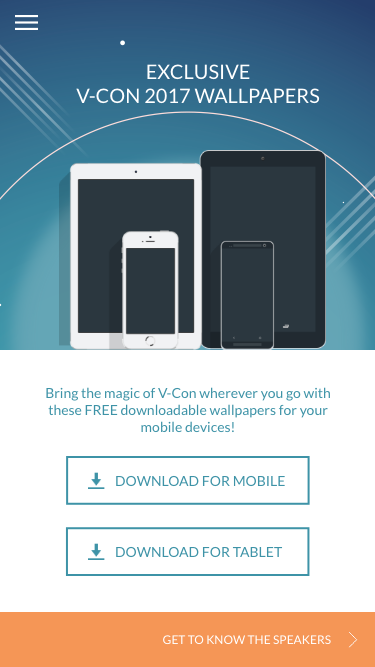 EXCLUSIVE
V-CON 2017 WALLPAPERS
Bring the magic of V-Con wherever you go with
these FREE downloadable wallpapers for your
mobile devices!
DOWNLOAD FOR MOBILE
DOWNLOAD FOR TABLET
GET TO KNOW THE SPEAKERS